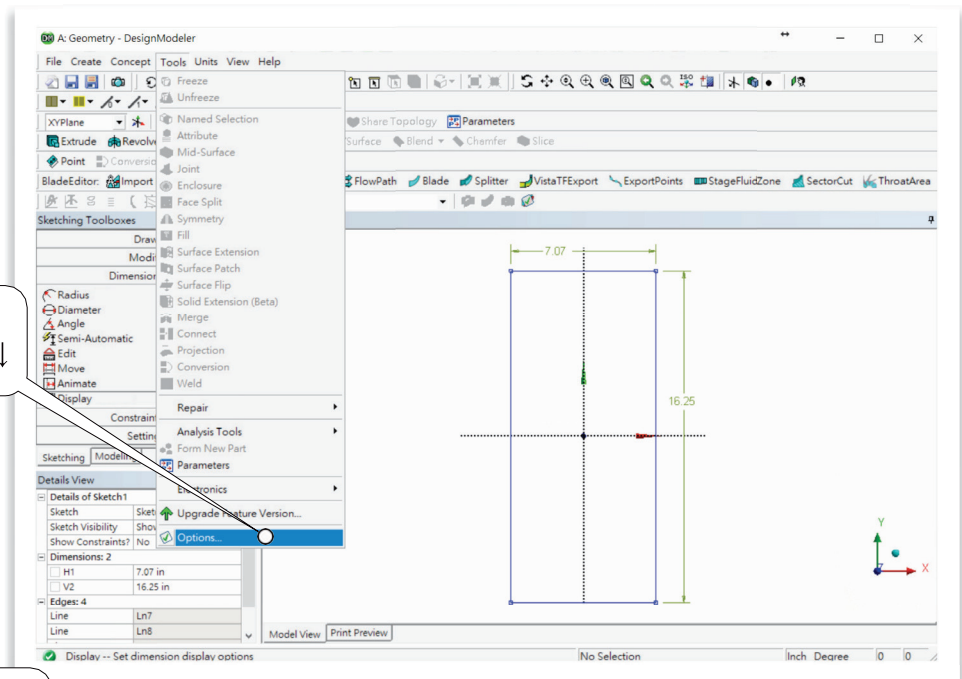 A: Geometry - DesignModeler
File Create Concept Tools Units View Help
Freeze
Unfreeze
XYPlane
Named Selection
Share Topology Parameters
Extrude
Attribute
Surface Blend Chamfer Slice
Mid-Surface
Point
Joint
BladeEditor: Import
Enclosure
FlowPath Blade Splitter VistaTFExport ExportPoints StageFluidZone SectorCut ThroatArea
Face Split
Sketching Toolboxes
Symmetry
Fill
Surface Extension
Surface Patch
Surface Flip
Solid Extension (Beta)
Merge
Connect
Projection
Conversion
Weld
Repair
Analysis Tools
Form New Part
Parameters
Electronics
Upgrade Feature Version...
Options...
Radius
Diameter
Angle
Semi-Automatic
Edit
Move
Animate
Display
↓
Sketching
Details View
Details of Sketch1
Sketch
Sketch Visibility
Show Constraints? No
Dimensions: 2
H1 7.07 in
V2 16.25 in
Edges: 4
Line Ln7
Line Ln8
7.07
16.25
Y
X
Model View Print Preview
Display -- Set dimension display options No Selection Inch Degree 0 0